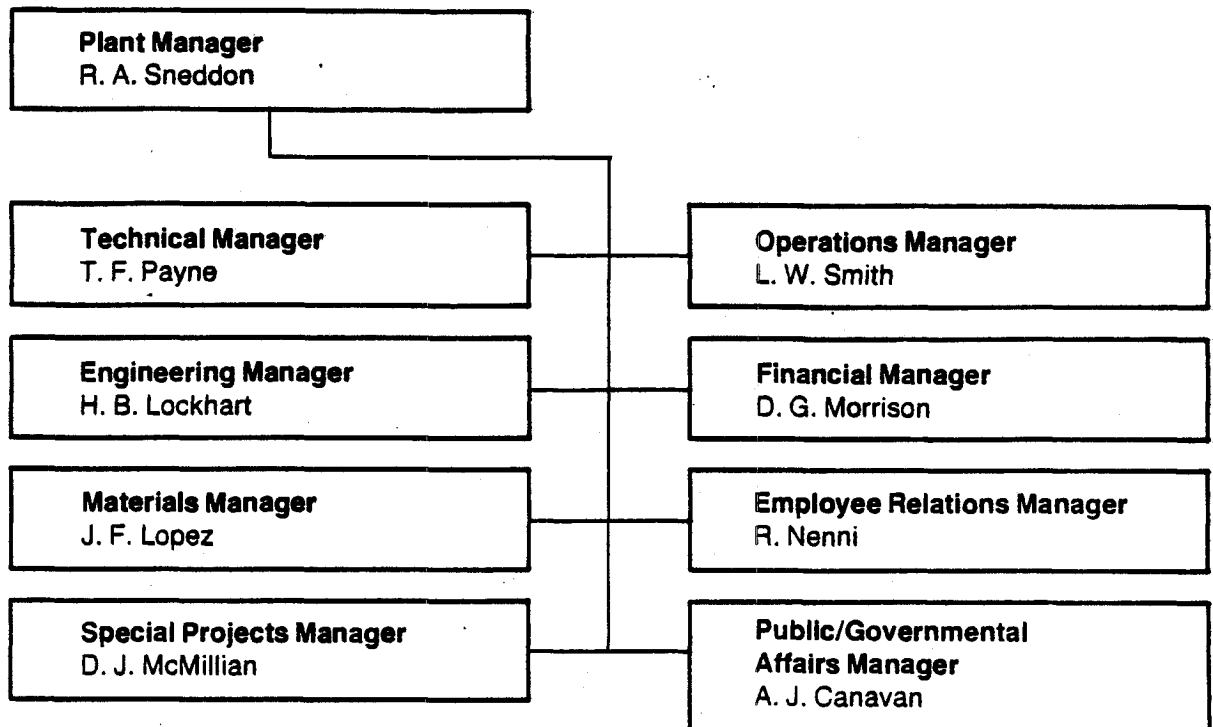 Plant Manager
R. A. Sneddon
Technical Manager
T. F. Payne
Operations Manager
L. W. Smith
Engineering Manager
H. B. Lockhart
Financial Manager
D. G. Morrison
Materials Manager
J. F. Lopez
Employee Relations Manager
R. Nenni
Special Projects Manager
D. J. McMillian
Public/Governmental
Affairs Manager
A. J. Canavan